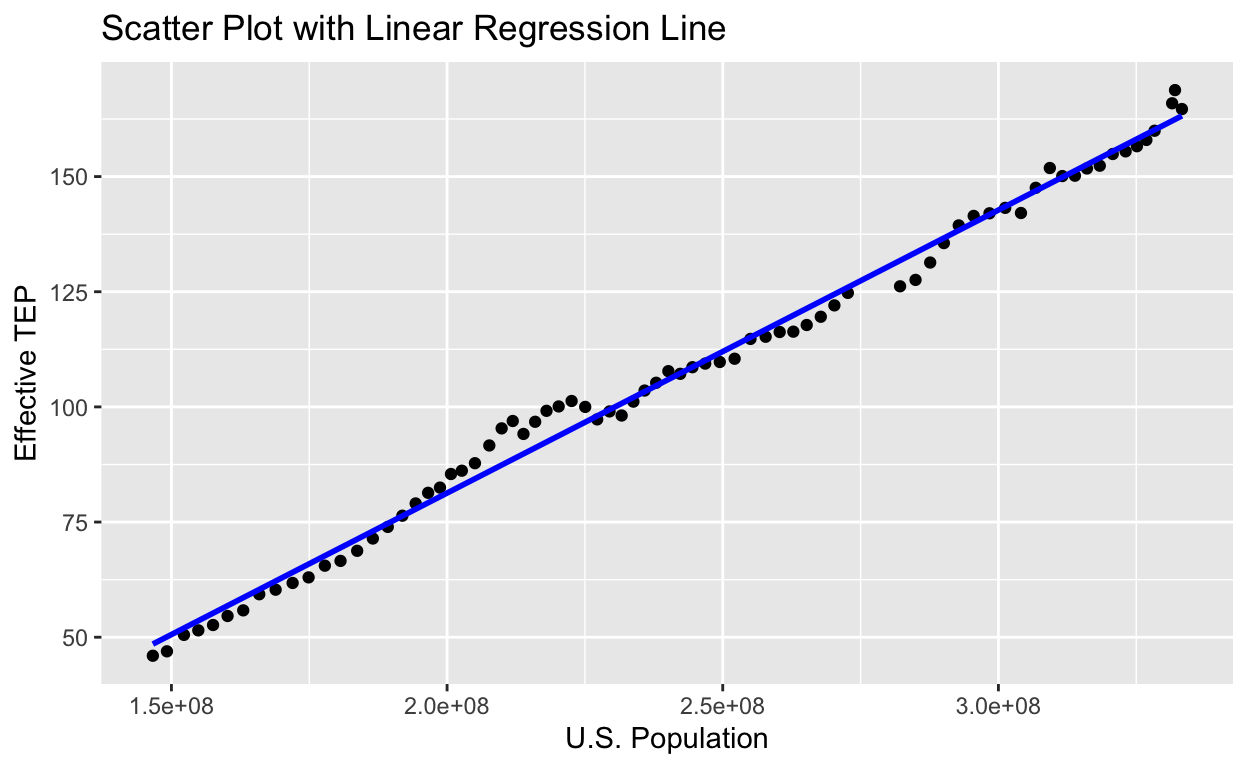 Scatter Plot with Linear Regression Line
Effective TEP
150
125
100
75
50
1.5e+08 2.0e+08 2.5e+08 3.0e+08
U.S. Population